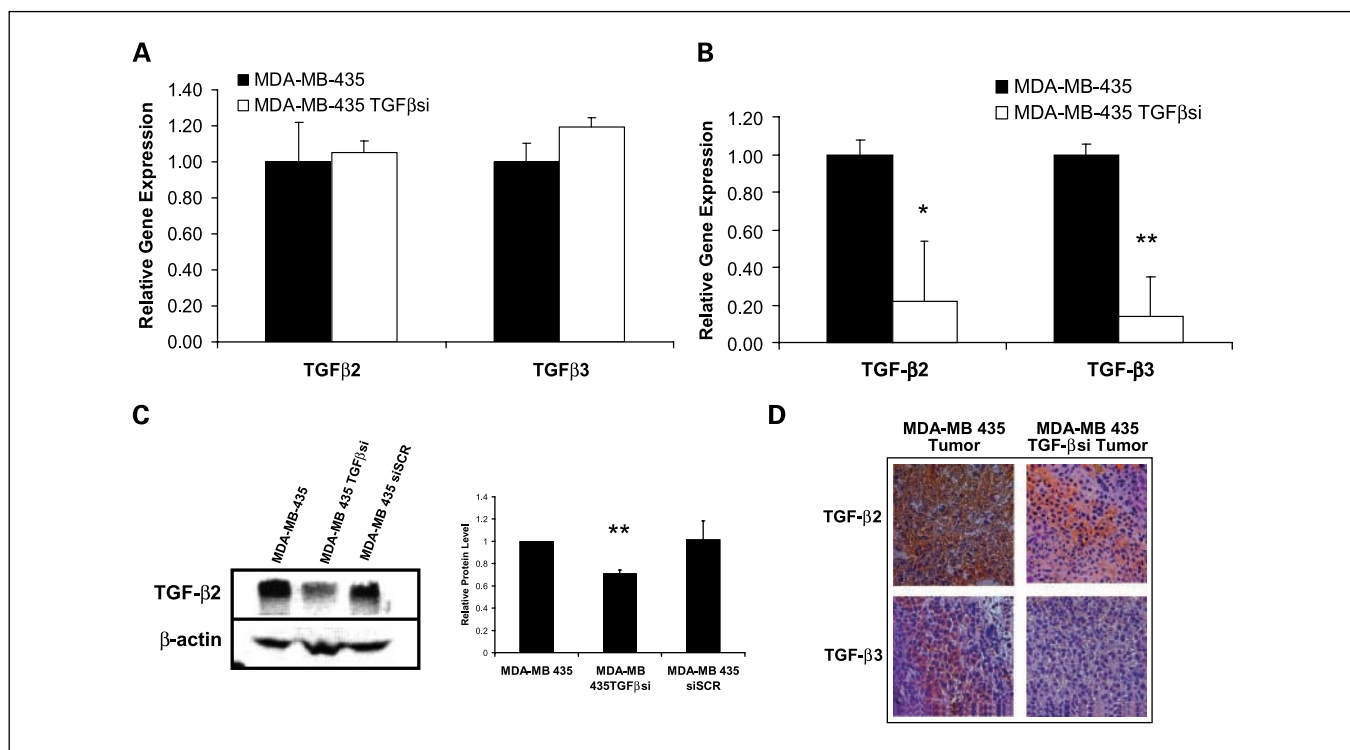 A
MDA-MB-435
MDA-MB-435 TGFβsi
Relative Gene Expression
1.40
1.20
1.00
0.80
0.60
0.40
0.20
0.00
TGFβ2
TGFβ3
B
MDA-MB-435
MDA-MB-435 TGFβsi
Relative Gene Expression
1.20
1.00
0.80
0.60
0.40
0.20
0.00
*
**
TGF-β2
TGF-β3
C
MDA-MB-435
MDA-MB 435 TGFβsi
MDA-MB 435 siSCR
TGF-β2
β-actin
Relative Protein Level
1.4
1.2
1
0.8
0.6
0.4
0.2
0
**
MDA-MB 435
MDA-MB
435TGFβsi
MDA-MB 435
siSCR
D
MDA-MB 435
Tumor
MDA-MB 435
TGF-βsi Tumor
TGF-β2
TGF-β3